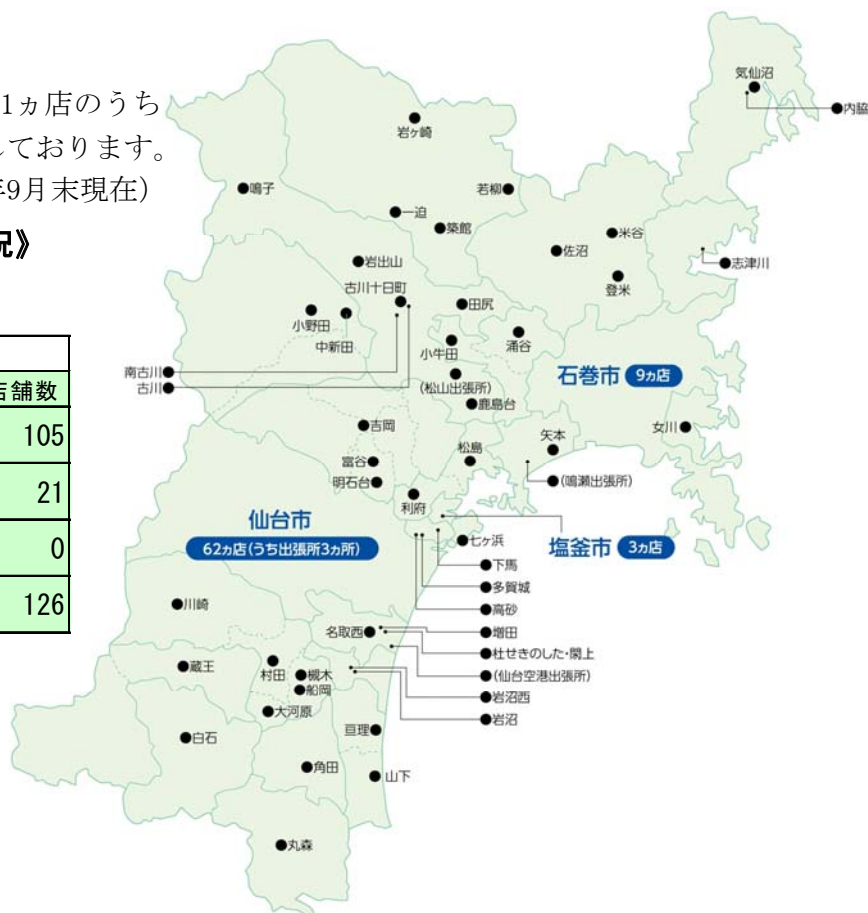 1ヵ店のうち
しております。
年9月末現在）
況》
店舗数
105
21
0
126
気仙沼
内脇
岩ヶ崎
鳴子
若柳
一迫
築館
米谷
佐沼
志津川
登米
岩出山
古川十日町
田尻
小野田
中新田
小牛田
涌谷
南古川
古川
(松山出張所)
鹿島台
石巻市 9ヵ店
女川
吉岡
松島
矢本
富谷
明石台
(鳴瀬出張所)
利府
仙台市
62ヵ店(うち出張所3ヵ所)
七ヶ浜
塩釜市 3ヵ店
下馬
多賀城
高砂
川崎
名取西
増田
杜せきのした・閖上
(仙台空港出張所)
蔵王
村田
槻木
船岡
岩沼西
大河原
岩沼
亘理
白石
角田
山下
丸森